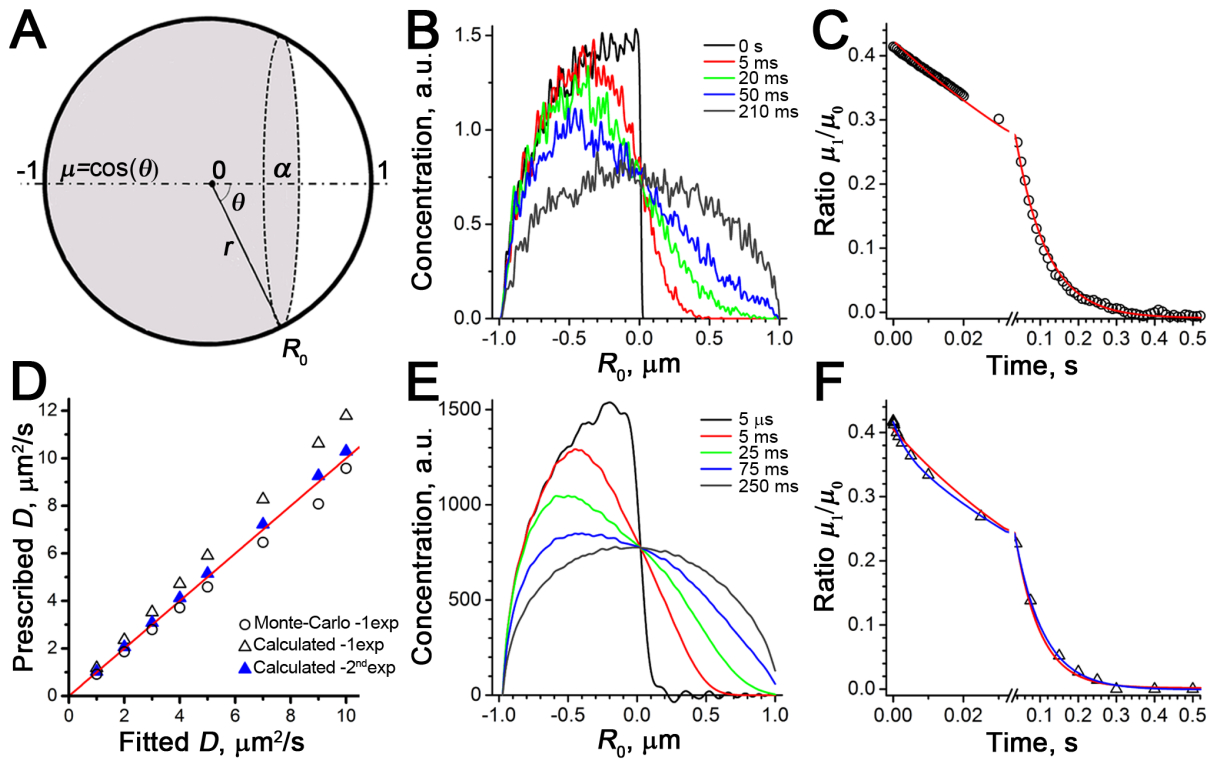 A
-1
μ=cos(θ)
0
α
1
θ
r
R0
B
Concentration, a.u.
1.5
1.0
0.5
0.0
0 s
5 ms
20 ms
50 ms
210 ms
-1.0 -0.5 0.0 0.5 1.0
R0, μm
C
Ratio μ1/μ0
0.4
0.3
0.2
0.1
0.0
0.00 0.02 0.1 0.2 0.3 0.4 0.5
Time, s
D
Prescribed D, μm²/s
12
10
8
6
4
2
0
Monte-Carlo -1exp
Calculated -1exp
Calculated -2ndexp
0 2 4 6 8 10
Fitted D, μm²/s
E
Concentration, a.u.
1500
1000
500
0
5 μs
5 ms
25 ms
75 ms
250 ms
-1.0 -0.5 0.0 0.5 1.0
R0, μm
F
Ratio μ1/μ0
0.4
0.3
0.2
0.1
0.0
0.00 0.02 0.1 0.2 0.3 0.4 0.5
Time, s